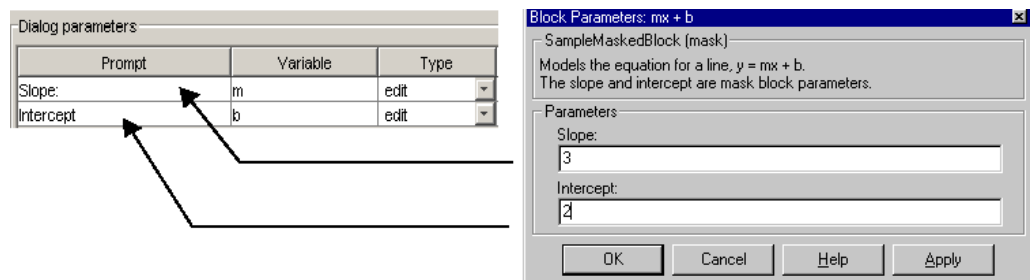 Dialog parameters
Prompt Variable Type
Slope: m edit
Intercept b edit
Block Parameters: mx + b
SampleMaskedBlock (mask)
Models the equation for a line, y = mx + b.
The slope and intercept are mask block parameters.
Parameters
Slope:
3
Intercept:
2
OK Cancel Help Apply